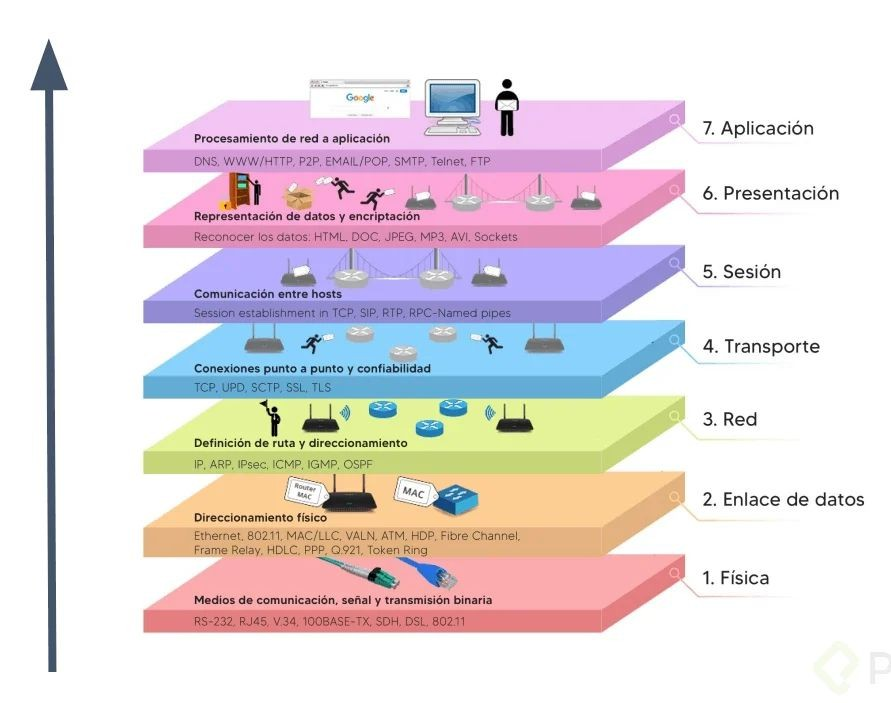 Google
Procesamiento de red a aplicación
DNS, WWW/HTTP, P2P, EMAIL/POP, SMTP, Telnet, FTP
7. Aplicación
Representación de datos y encriptación
Reconocer los datos: HTML, DOC, JPEG, MP3, AVI, Sockets
6. Presentación
Comunicación entre hosts
Session establishment in TCP, SIP, RTP, RPC-Named pipes
5. Sesión
Conexiones punto a punto y confiabilidad
TCP, UPD, SCTP, SSL, TLS
4. Transporte
Definición de ruta y direccionamiento
IP, ARP, IPsec, ICMP, IGMP, OSPF
3. Red
Router
MAC
MAC
Direccionamiento físico
Ethernet, 802.11, MAC/LLC, VALN, ATM, HDP, Fibre Channel,
Frame Relay, HDLC, PPP, Q.921, Token Ring
2. Enlace de datos
Medios de comunicación, señal y transmisión binaria
RS-232, RJ45, V.34, 100BASE-TX, SDH, DSL, 802.11
1. Física
P